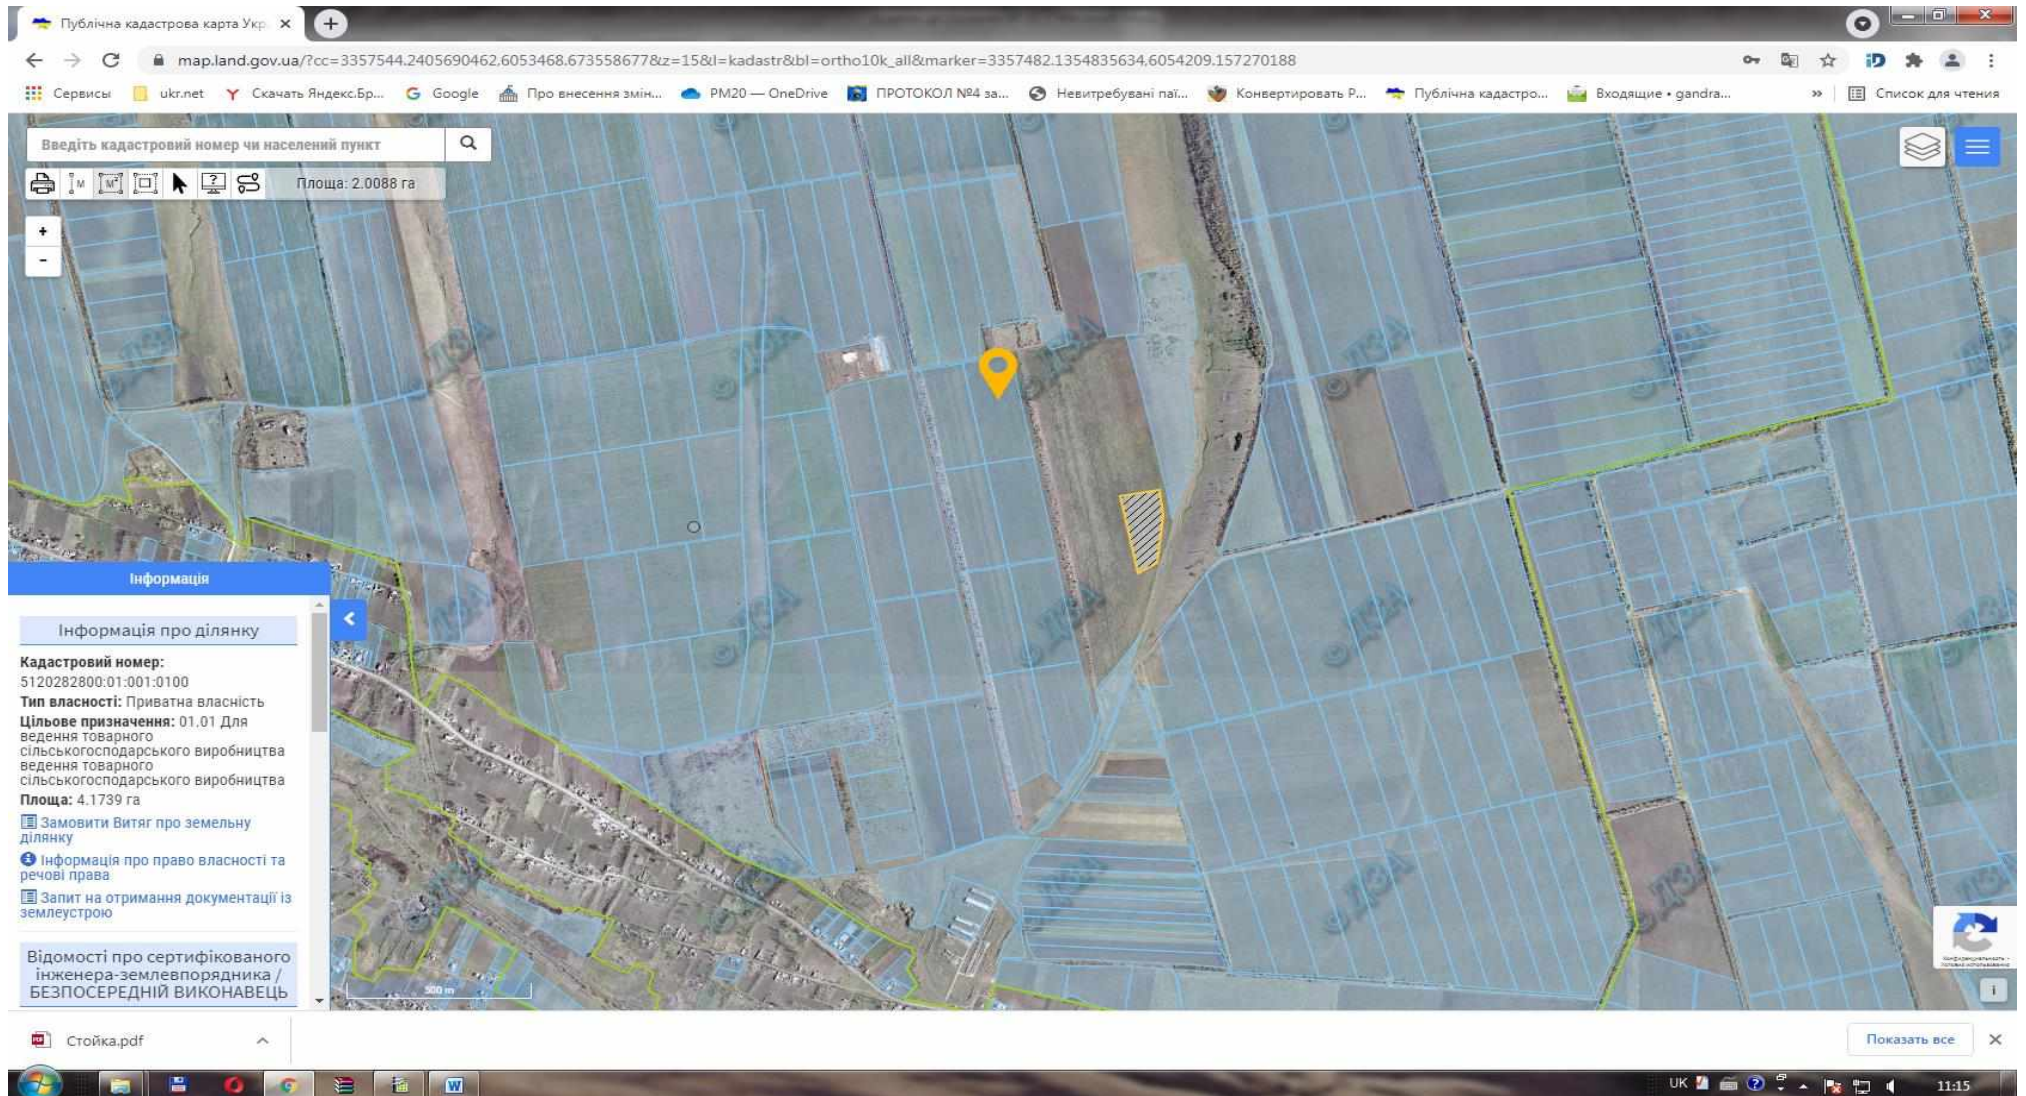 Публічна кадастрова карта Укр
map.land.gov.ua/?cc=3357544.2405690462,6053468.673558677&z=15&l=kadastr&bl=ortho10k_all&marker=3357482.1354835634,6054209.157270188
Сервисы ukr.net Скачать Яндекс.Бр... Google Про внесення змін... PM20 — OneDrive ПРОТОКОЛ №4 за... Невитребувані паї... Конвертировать P... Публічна кадастро... Входящие • gandra... » Список для чтения
Введіть кадастровий номер чи населений пункт
М М² Площа: 2.0088 га
+
-
© ДЗА
Інформація
Інформація про ділянку
Кадастровий номер:
5120282800:01:001:0100
Тип власності: Приватна власність
Цільове призначення: 01.01 Для
ведення товарного
сільськогосподарського виробництва
ведення товарного
сільськогосподарського виробництва
Площа: 4.1739 га
Замовити Витяг про земельну
ділянку
Інформація про право власності та
речові права
Запит на отримання документації із
землеустрою
Відомості про сертифікованого
інженера-землевпорядника /
БЕЗПОСЕРЕДНІЙ ВИКОНАВЕЦЬ
500 m
Конфиденциальность -
Условия использования
i
Стойка.pdf
Показать все
UK 11:15